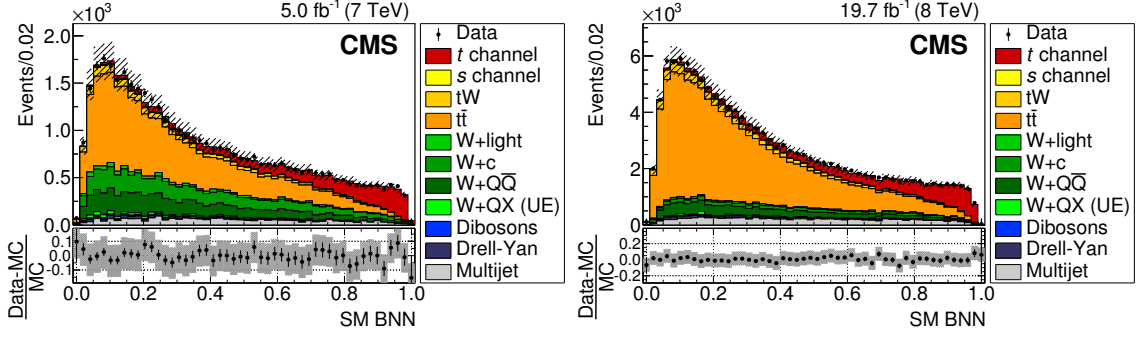 ×10³ 5.0 fb⁻¹ (7 TeV)
CMS
Events/0.02
2.0
1.5
1.0
0.5
0.0
Data
t channel
s channel
tW
tt̄
W+light
W+c
W+QQ̅
W+QX (UE)
Dibosons
Drell-Yan
Multijet
Data-MC
MC
0.1
0.0
-0.1
0.0 0.2 0.4 0.6 0.8 1.0
SM BNN
×10³ 19.7 fb⁻¹ (8 TeV)
CMS
Events/0.02
6
4
2
0
Data
t channel
s channel
tW
tt̄
W+light
W+c
W+QQ̅
W+QX (UE)
Dibosons
Drell-Yan
Multijet
Data-MC
MC
0.2
0.0
-0.2
0.0 0.2 0.4 0.6 0.8 1.0
SM BNN